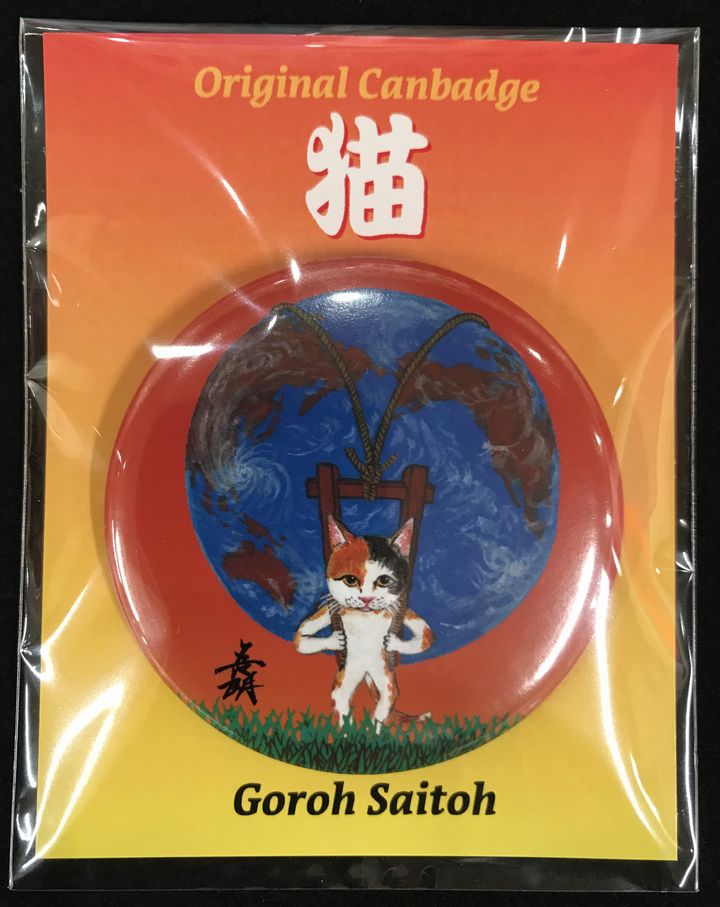 Original Canbadge
猫
Goroh Saitoh